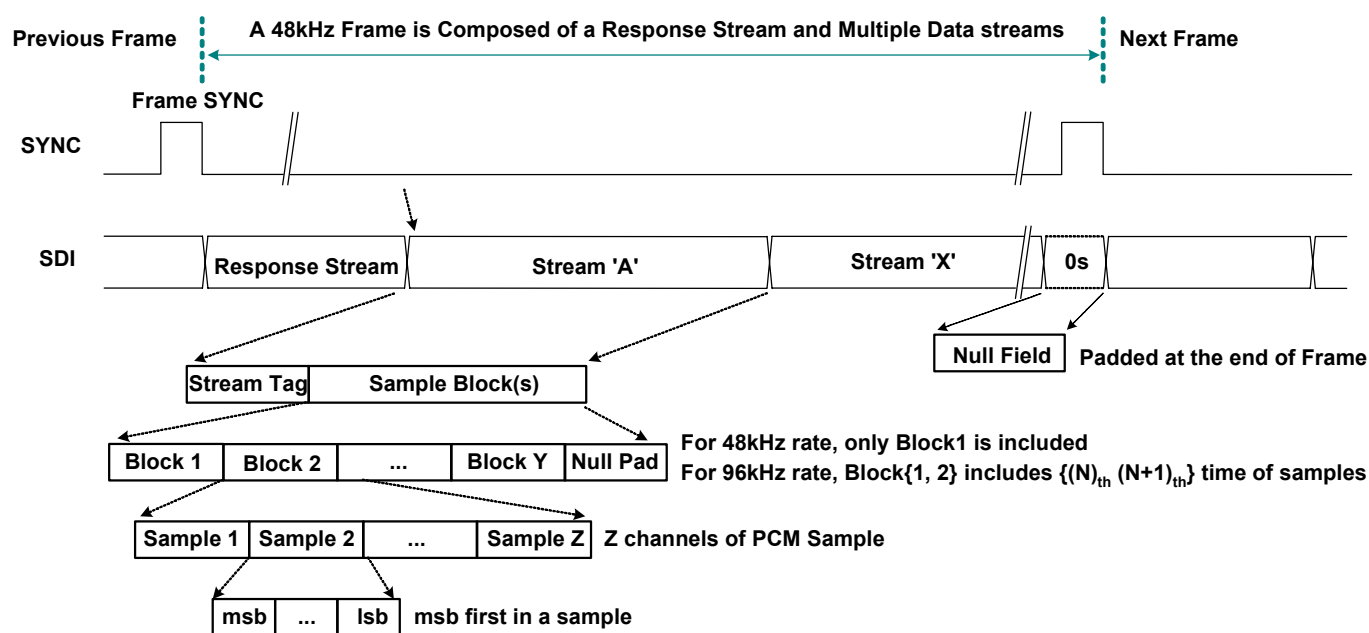 A 48kHz Frame is Composed of a Response Stream and Multiple Data streams
Previous Frame
Next Frame
Frame SYNC
SYNC
SDI
Response Stream
Stream 'A'
Stream 'X'
0s
Null Field
Padded at the end of Frame
Stream Tag
Sample Block(s)
Block 1
Block 2
...
Block Y
Null Pad
For 48kHz rate, only Block1 is included
For 96kHz rate, Block{1, 2} includes {(N)th (N+1)th} time of samples
Sample 1
Sample 2
...
Sample Z
Z channels of PCM Sample
msb
...
lsb
msb first in a sample